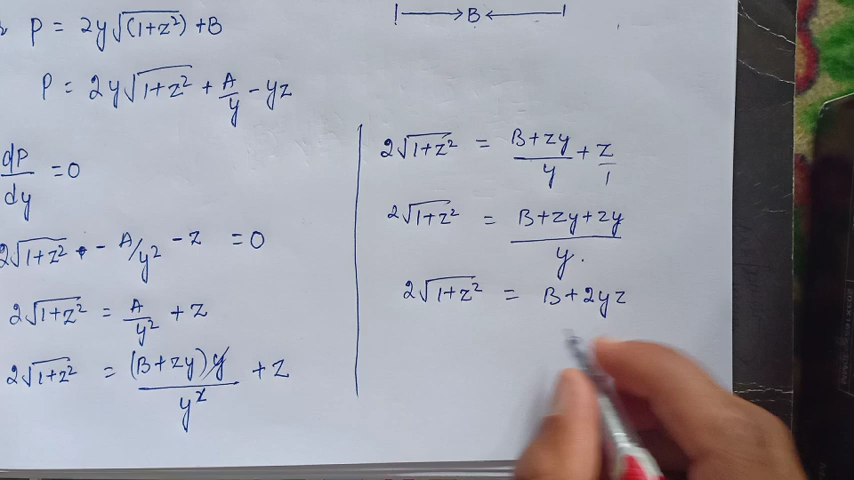 P = 2y√(1+z²) + B
|→B←|
P = 2y√1+z² + A/y - yz
dP/dy = 0
2√1+z² - A/y² - z = 0
2√1+z² = A/y² + z
2√1+z² = (B+zy)y/y² + z
2√1+z² = B+zy/y + z/1
2√1+z² = B+zy+zy/y.
2√1+z² = B+2yz